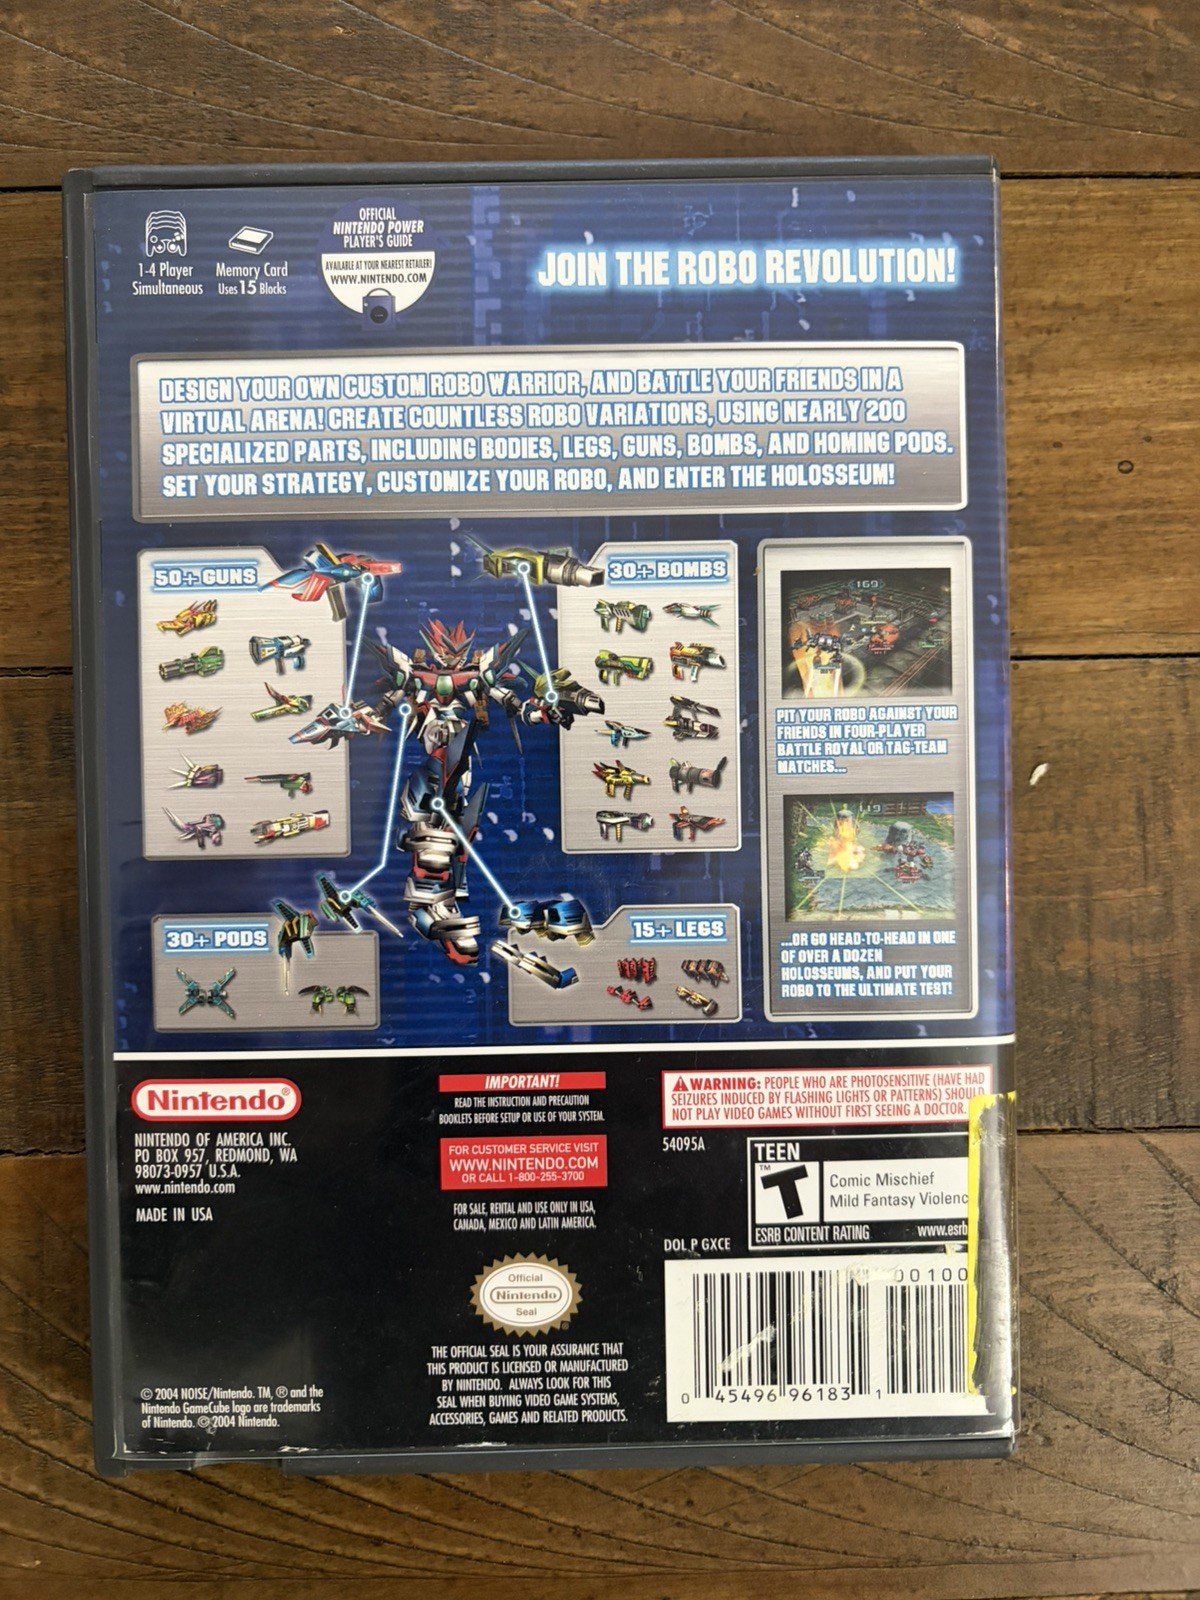 1-4 Player
Simultaneous
Memory Card
Uses 15 Blocks
OFFICIAL
NINTENDO POWER
PLAYER'S GUIDE
AVAILABLE AT YOUR NEAREST RETAILER!
WWW.NINTENDO.COM
JOIN THE ROBO REVOLUTION!
DESIGN YOUR OWN CUSTOM ROBO WARRIOR, AND BATTLE YOUR FRIENDS IN A
VIRTUAL ARENA! CREATE COUNTLESS ROBO VARIATIONS, USING NEARLY 200
SPECIALIZED PARTS, INCLUDING BODIES, LEGS, GUNS, BOMBS, AND HOMING PODS.
SET YOUR STRATEGY, CUSTOMIZE YOUR ROBO, AND ENTER THE HOLOSSEUM!
50+ GUNS
30+ BOMBS
30+ PODS
15+ LEGS
169
PIT YOUR ROBO AGAINST YOUR
FRIENDS IN FOUR-PLAYER
BATTLE ROYAL OR TAG-TEAM
MATCHES...
119
...OR GO HEAD-TO-HEAD IN ONE
OF OVER A DOZEN
HOLOSSEUMS, AND PUT YOUR
ROBO TO THE ULTIMATE TEST!
Nintendo®
NINTENDO OF AMERICA INC.
PO BOX 957, REDMOND, WA
98073-0957 U.S.A.
www.nintendo.com
MADE IN USA
© 2004 NOISE/Nintendo. TM, ® and the
Nintendo GameCube logo are trademarks
of Nintendo. © 2004 Nintendo.
IMPORTANT!
READ THE INSTRUCTION AND PRECAUTION
BOOKLETS BEFORE SETUP OR USE OF YOUR SYSTEM.
FOR CUSTOMER SERVICE VISIT
WWW.NINTENDO.COM
OR CALL 1-800-255-3700
FOR SALE, RENTAL AND USE ONLY IN USA,
CANADA, MEXICO AND LATIN AMERICA.
Official
Nintendo
Seal
THE OFFICIAL SEAL IS YOUR ASSURANCE THAT
THIS PRODUCT IS LICENSED OR MANUFACTURED
BY NINTENDO. ALWAYS LOOK FOR THIS
SEAL WHEN BUYING VIDEO GAME SYSTEMS,
ACCESSORIES, GAMES AND RELATED PRODUCTS.
WARNING: PEOPLE WHO ARE PHOTOSENSITIVE (HAVE HAD
SEIZURES INDUCED BY FLASHING LIGHTS OR PATTERNS) SHOULD
NOT PLAY VIDEO GAMES WITHOUT FIRST SEEING A DOCTOR.
54095A
TEEN
T
TM
Comic Mischief
Mild Fantasy Violenc
ESRB CONTENT RATING
www.esrb
DOL P GXCE
00100
0 45496 96183 1